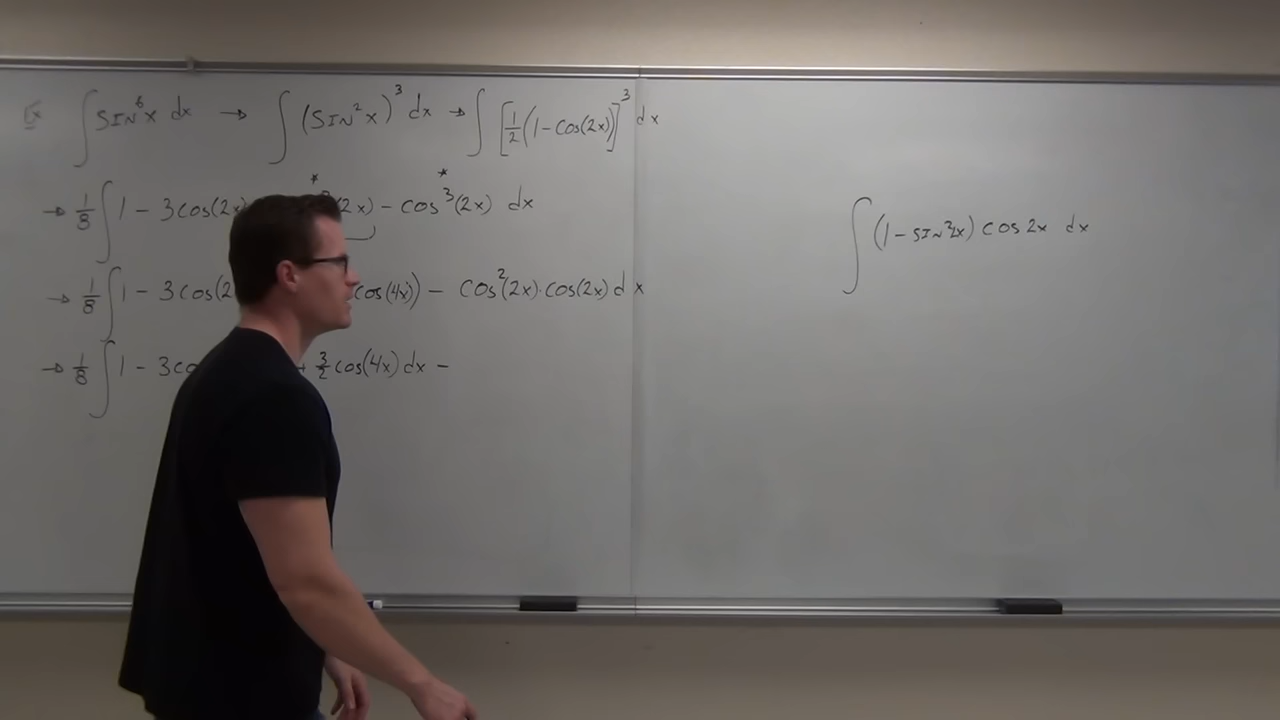 Ex ∫ SIN⁶x dx → ∫ (SIN²x)³ dx → ∫ [1/2(1-cos(2x))]³ dx
→ 1/8 ∫ 1 - 3cos(2x) (2x) - cos³(2x) dx
→ 1/8 ∫ 1 - 3cos(2 cos(4x)) - cos²(2x)·cos(2x) dx
→ 1/8 ∫ 1 - 3co + 3/2 cos(4x) dx -
∫ (1 - SIN²2x) cos2x dx